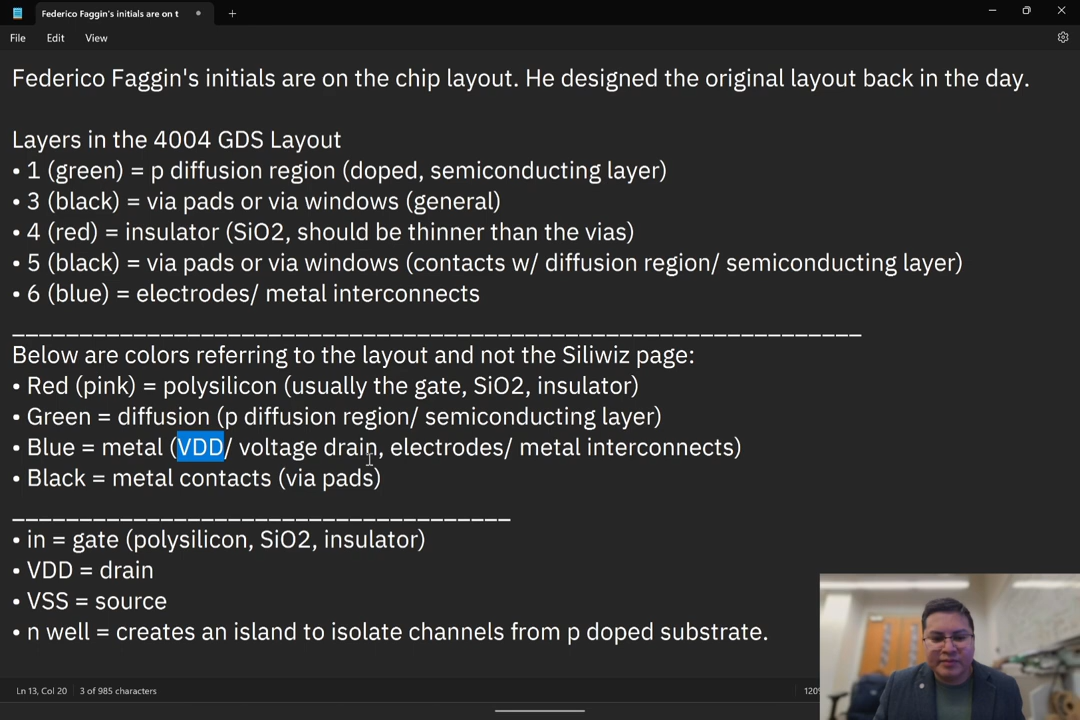 Federico Faggin's initials are on t
File
Edit
View
Federico Faggin's initials are on the chip layout. He designed the original layout back in the day.
Layers in the 4004 GDS Layout
• 1 (green) = p diffusion region (doped, semiconducting layer)
• 3 (black) = via pads or via windows (general)
• 4 (red) = insulator (SiO2, should be thinner than the vias)
• 5 (black) = via pads or via windows (contacts w/ diffusion region/ semiconducting layer)
• 6 (blue) = electrodes/ metal interconnects
_______________________________________________________________
Below are colors referring to the layout and not the Siliwiz page:
• Red (pink) = polysilicon (usually the gate, SiO2, insulator)
• Green = diffusion (p diffusion region/ semiconducting layer)
• Blue = metal (VDD/ voltage drain, electrodes/ metal interconnects)
• Black = metal contacts (via pads)
_____________________________________
• in = gate (polysilicon, SiO2, insulator)
• VDD = drain
• VSS = source
• n well = creates an island to isolate channels from p doped substrate.
Ln 13, Col 20
3 of 985 characters